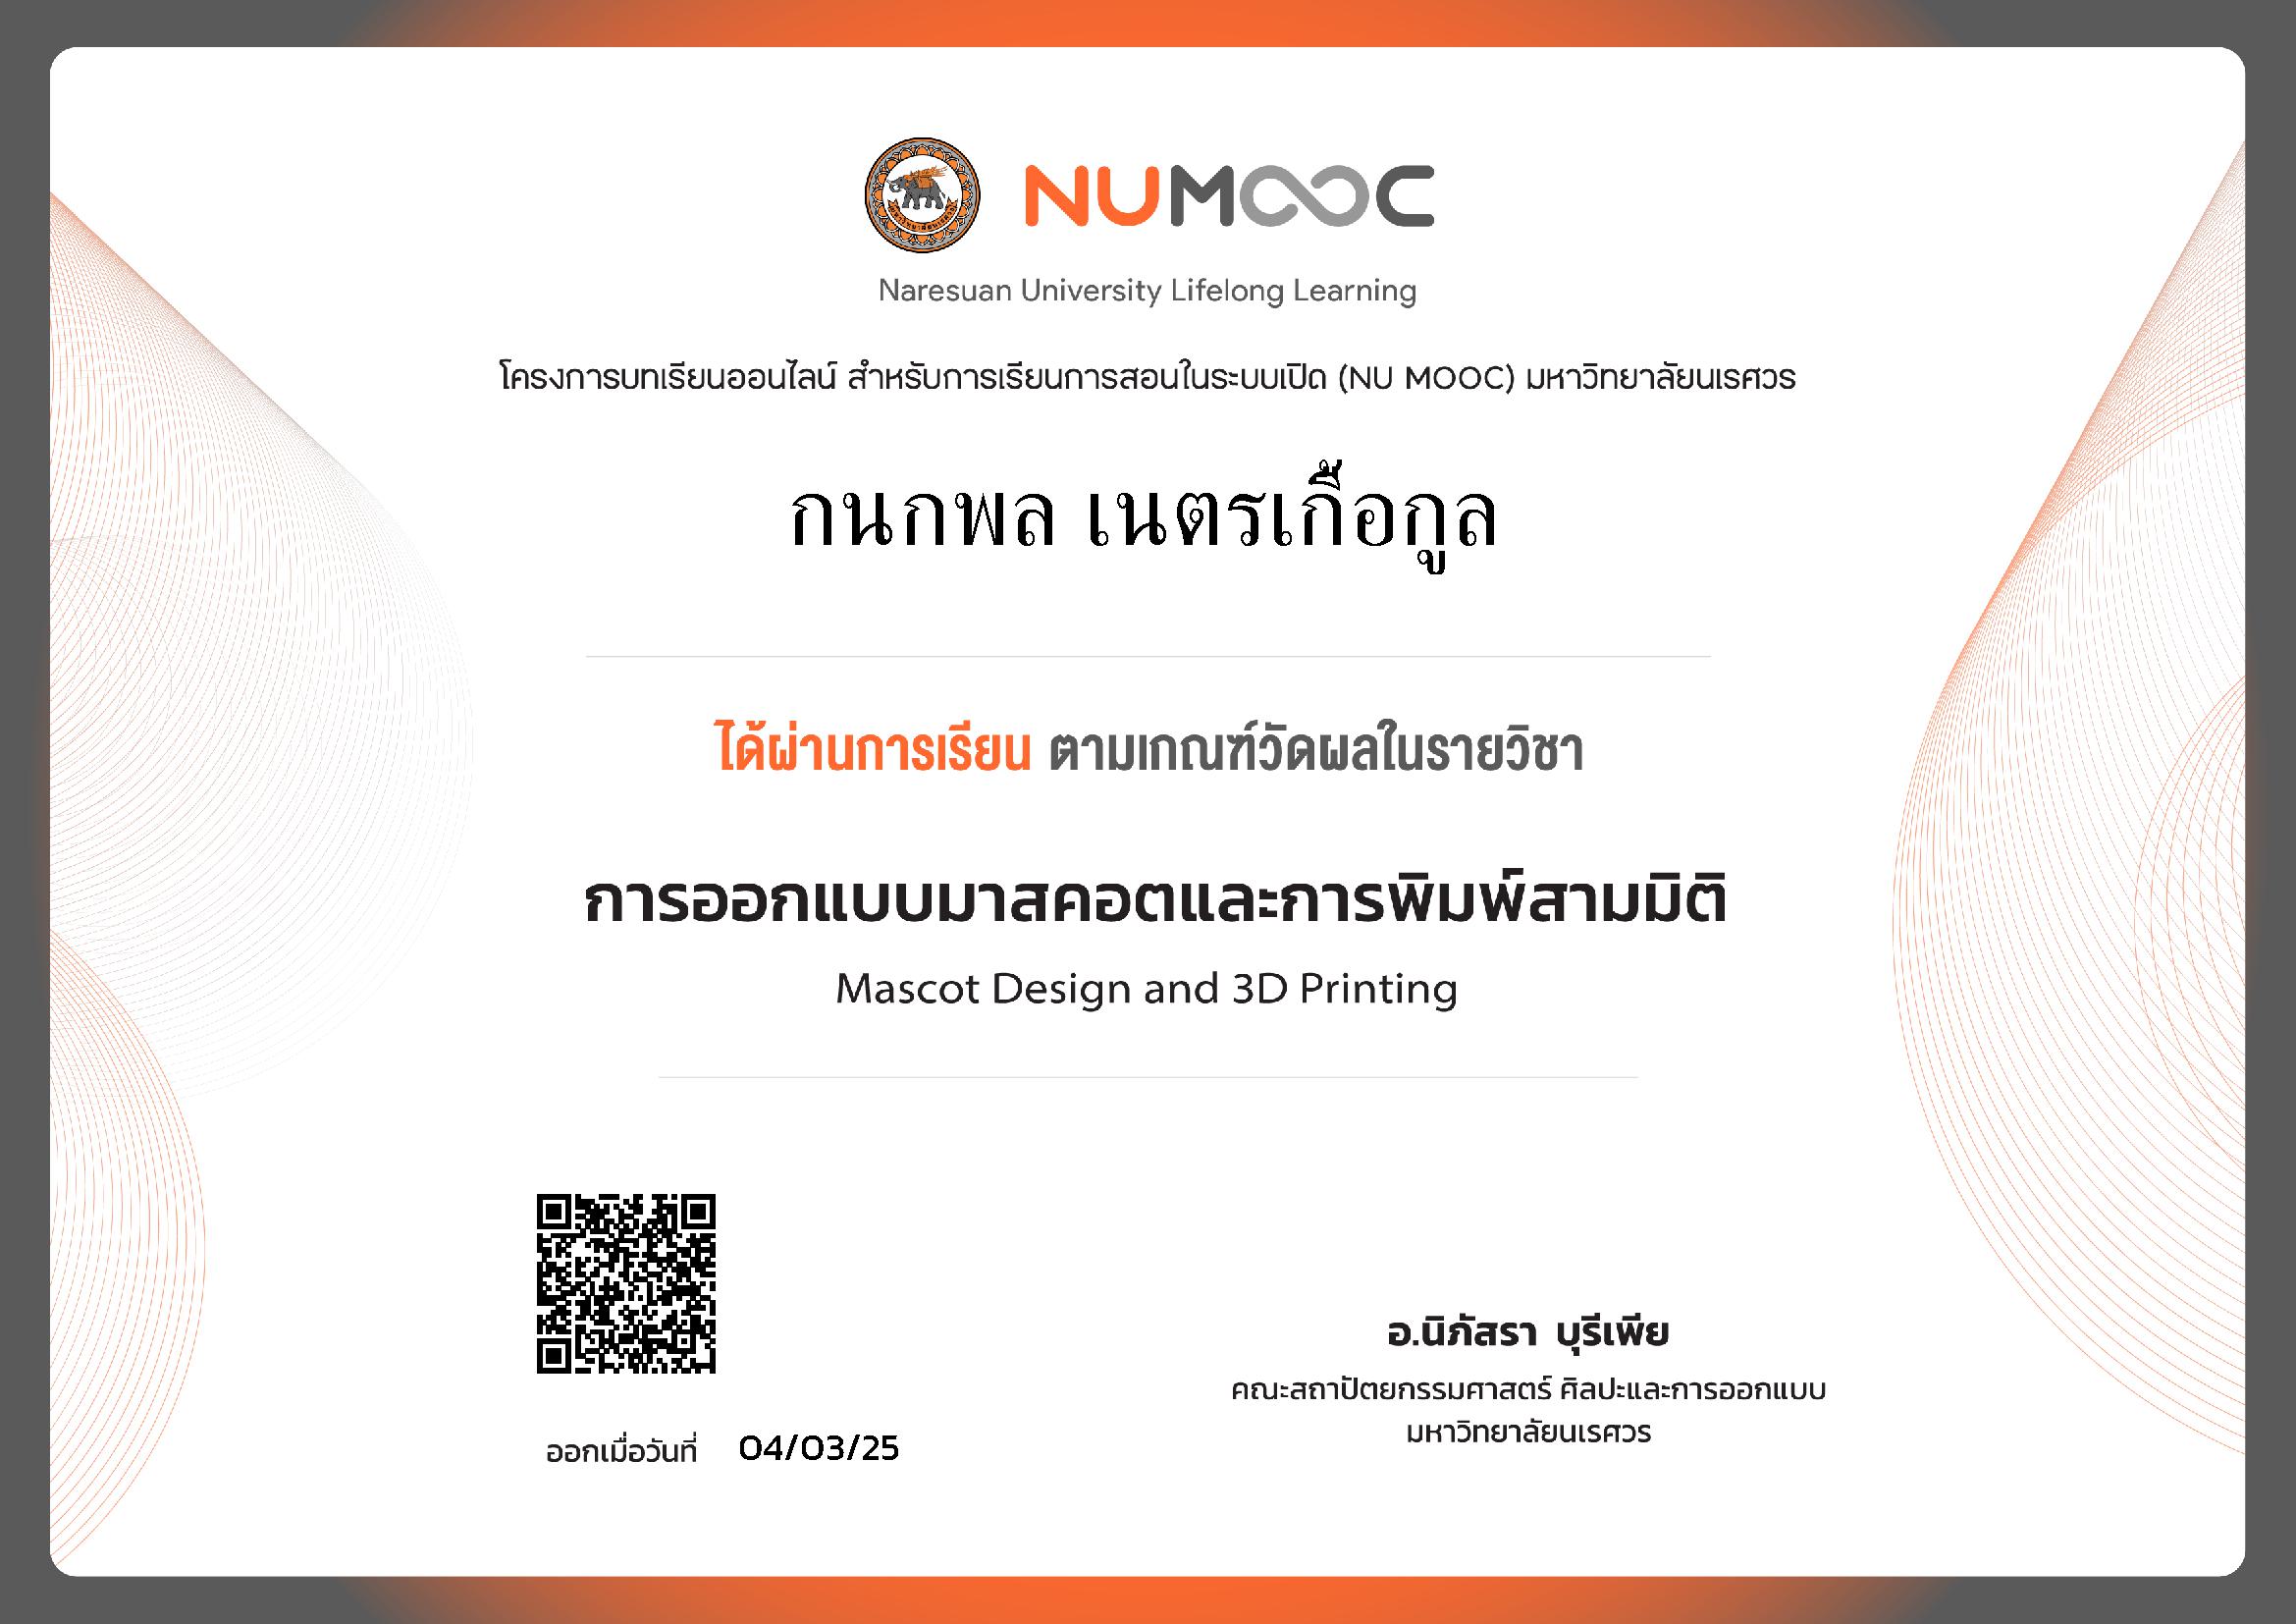 NUMOOC
Naresuan University Lifelong Learning
โครงการบทเรียนออนไลน์ สำหรับการเรียนการสอนในระบบเปิด (NU MOOC) มหาวิทยาลัยนเรศวร
กนกพล เนตรเกื้อกูล
ได้ผ่านการเรียน ตามเกณฑ์วัดผลในรายวิชา
การออกแบบมาสคอตและการพิมพ์สามมิติ
Mascot Design and 3D Printing
อ.นิภัสรา บุรีเพีย
คณะสถาปัตยกรรมศาสตร์ ศิลปะและการออกแบบ
มหาวิทยาลัยนเรศวร
ออกเมื่อวันที่ 04/03/25